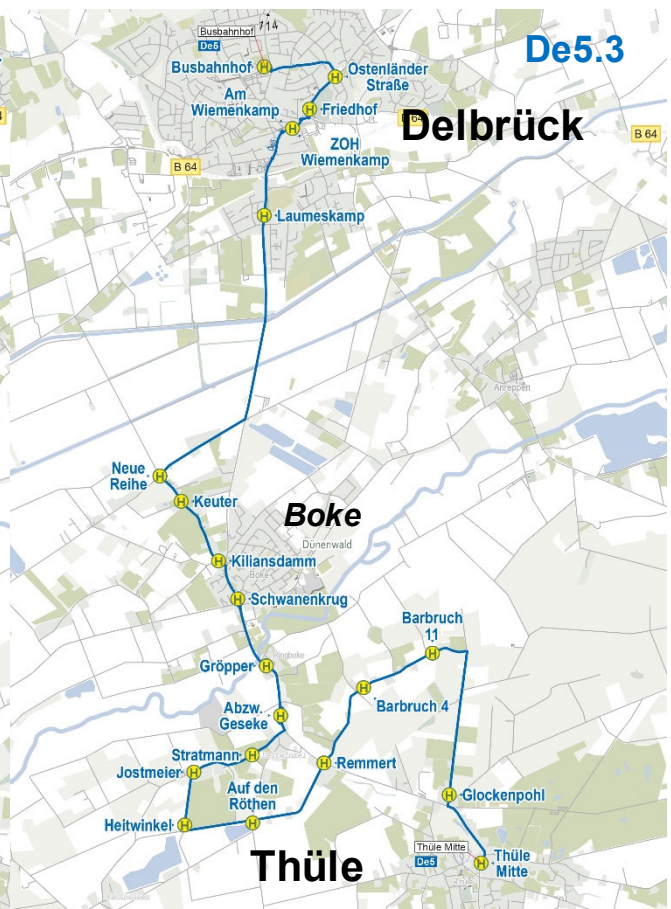 714
Busbahnhof
De5
De5.3
Busbahnhof
Ostenländer
Straße
Am
Wiemenkamp
Friedhof
Delbrück
B 64
ZOH
Wiemenkamp
B 64
Laumeskamp
Anreppen
Neue
Reihe
Keuter
Boke
Dünenwald
Kiliansdamm
Boke
Schwanenkrug
Barbruch
11
Ringboke
Gröpper
Barbruch 4
Abzw.
Geseke
Stratmann
Jostmeier
Remmert
Auf den
Röthen
Glockenpohl
Heitwinkel
Thüle
Thüle Mitte
De5
Thüle
Mitte